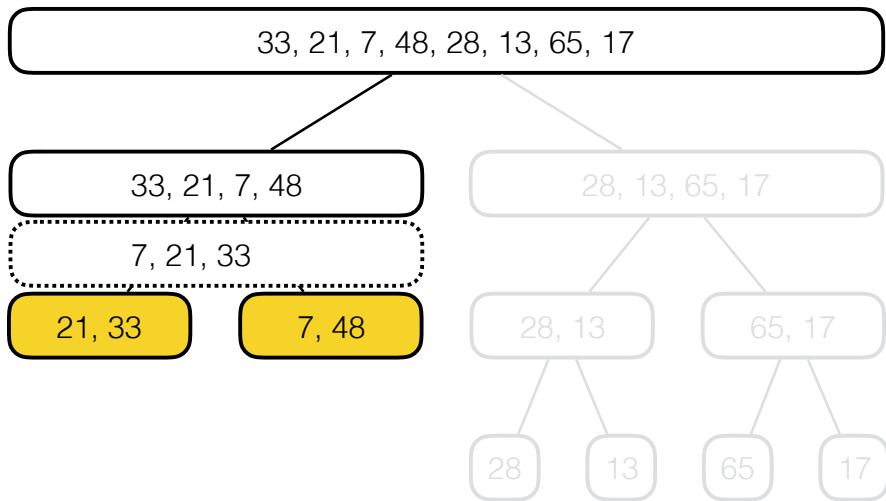 33, 21, 7, 48, 28, 13, 65, 17
33, 21, 7, 48
28, 13, 65, 17
7, 21, 33
21, 33
7, 48
28, 13
65, 17
28
13
65
17